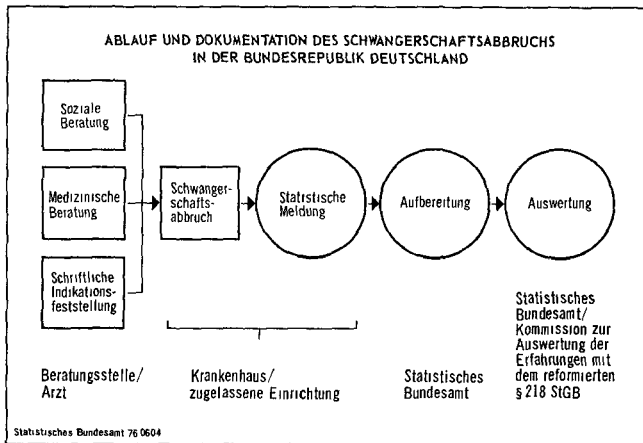 ABLAUF UND DOKUMENTATION DES SCHWANGERSCHAFTSABBRUCHS
IN DER BUNDESREPUBLIK DEUTSCHLAND
Soziale
Beratung
Medizinische
Beratung
Schriftliche
Indikations-
feststellung
Schwanger-
schafts-
abbruch
Statistische
Meldung
Aufbereitung
Auswertung
Beratungsstelle/
Arzt
Krankenhaus/
zugelassene Einrichtung
Statistisches
Bundesamt
Statistisches
Bundesamt/
Kommission zur
Auswertung der
Erfahrungen mit
dem reformierten
§ 218 StGB
Statistisches Bundesamt 76 0604